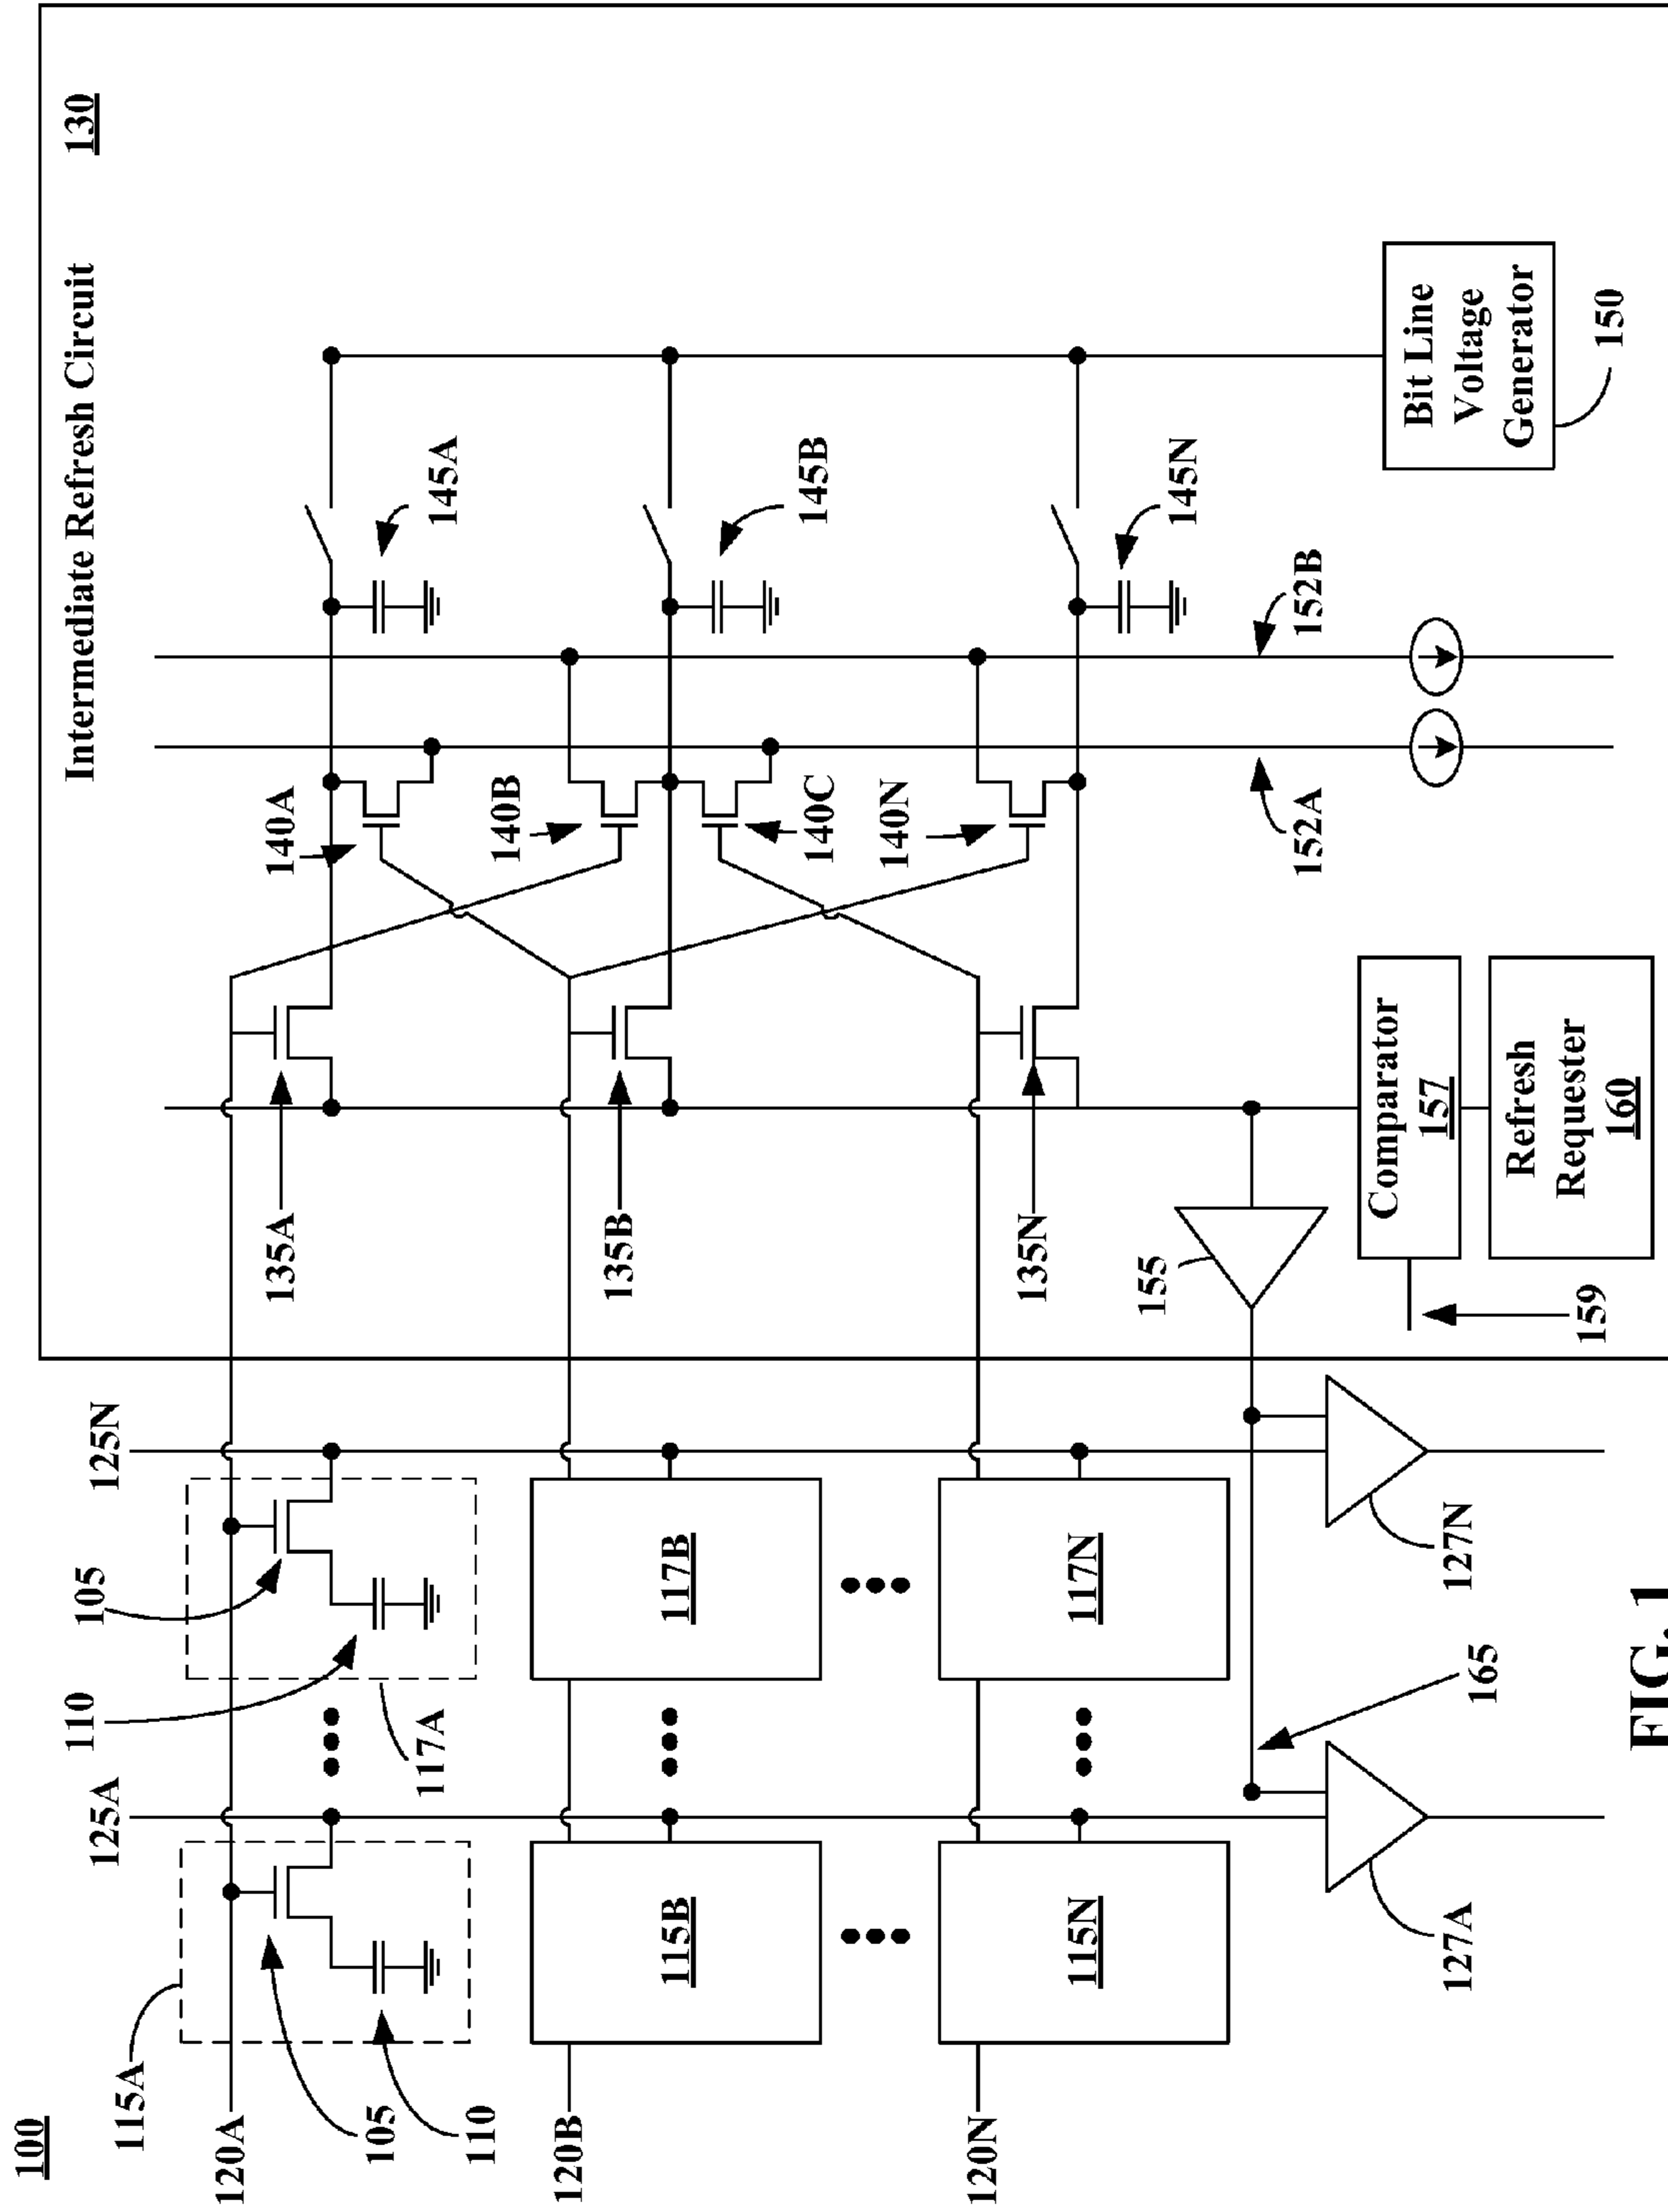 100
Intermediate Refresh Circuit
130
115A
125A
110
105
125N
120A
105
110
117A
135A
140A
145A
120B
115B
117B
135B
140B
140C
145B
120N
115N
117N
135N
140N
145N
165
155
152A
152B
127A
127N
159
Comparator
157
Refresh
Requester
160
Bit Line
Voltage
Generator
150
FIG. 1